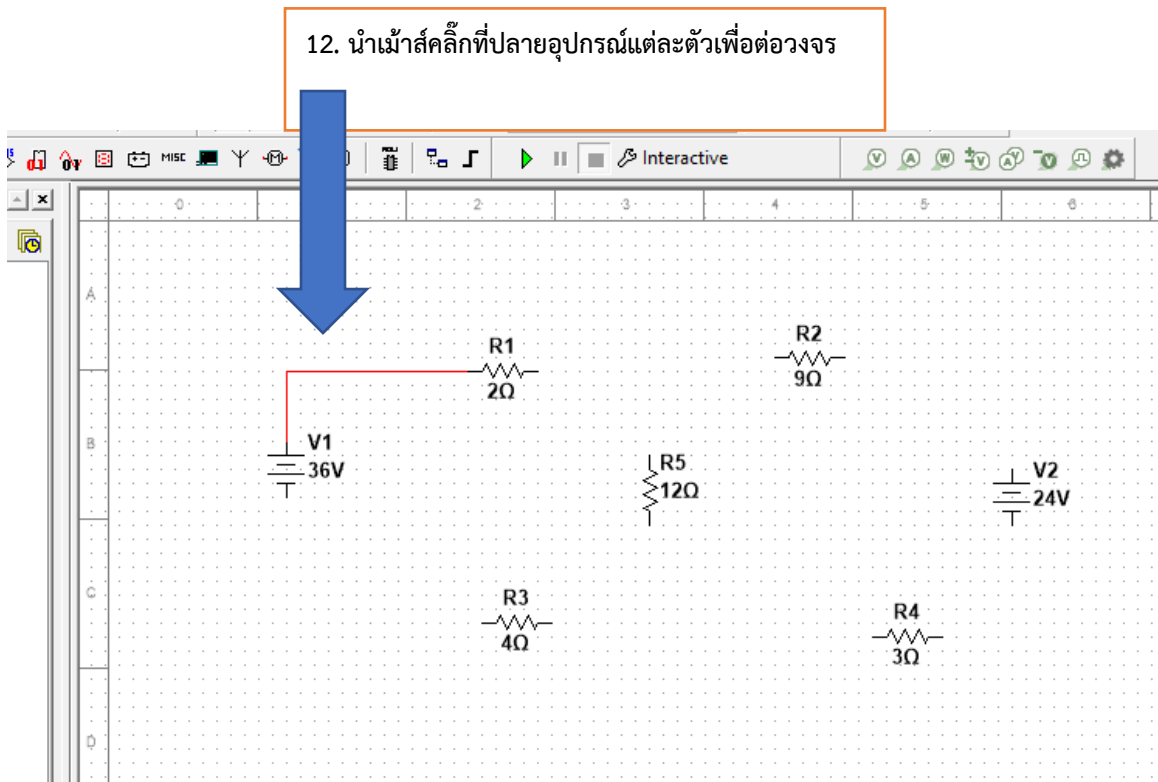 12. นำเม้าส์คลิ๊กที่ปลายอุปกรณ์แต่ละตัวเพื่อต่อวงจร
MISC Interactive
0 2 3 4 5 6
A
R1
2Ω
R2
9Ω
B
V1
36V
R5
12Ω
V2
24V
C
R3
4Ω
R4
3Ω
D